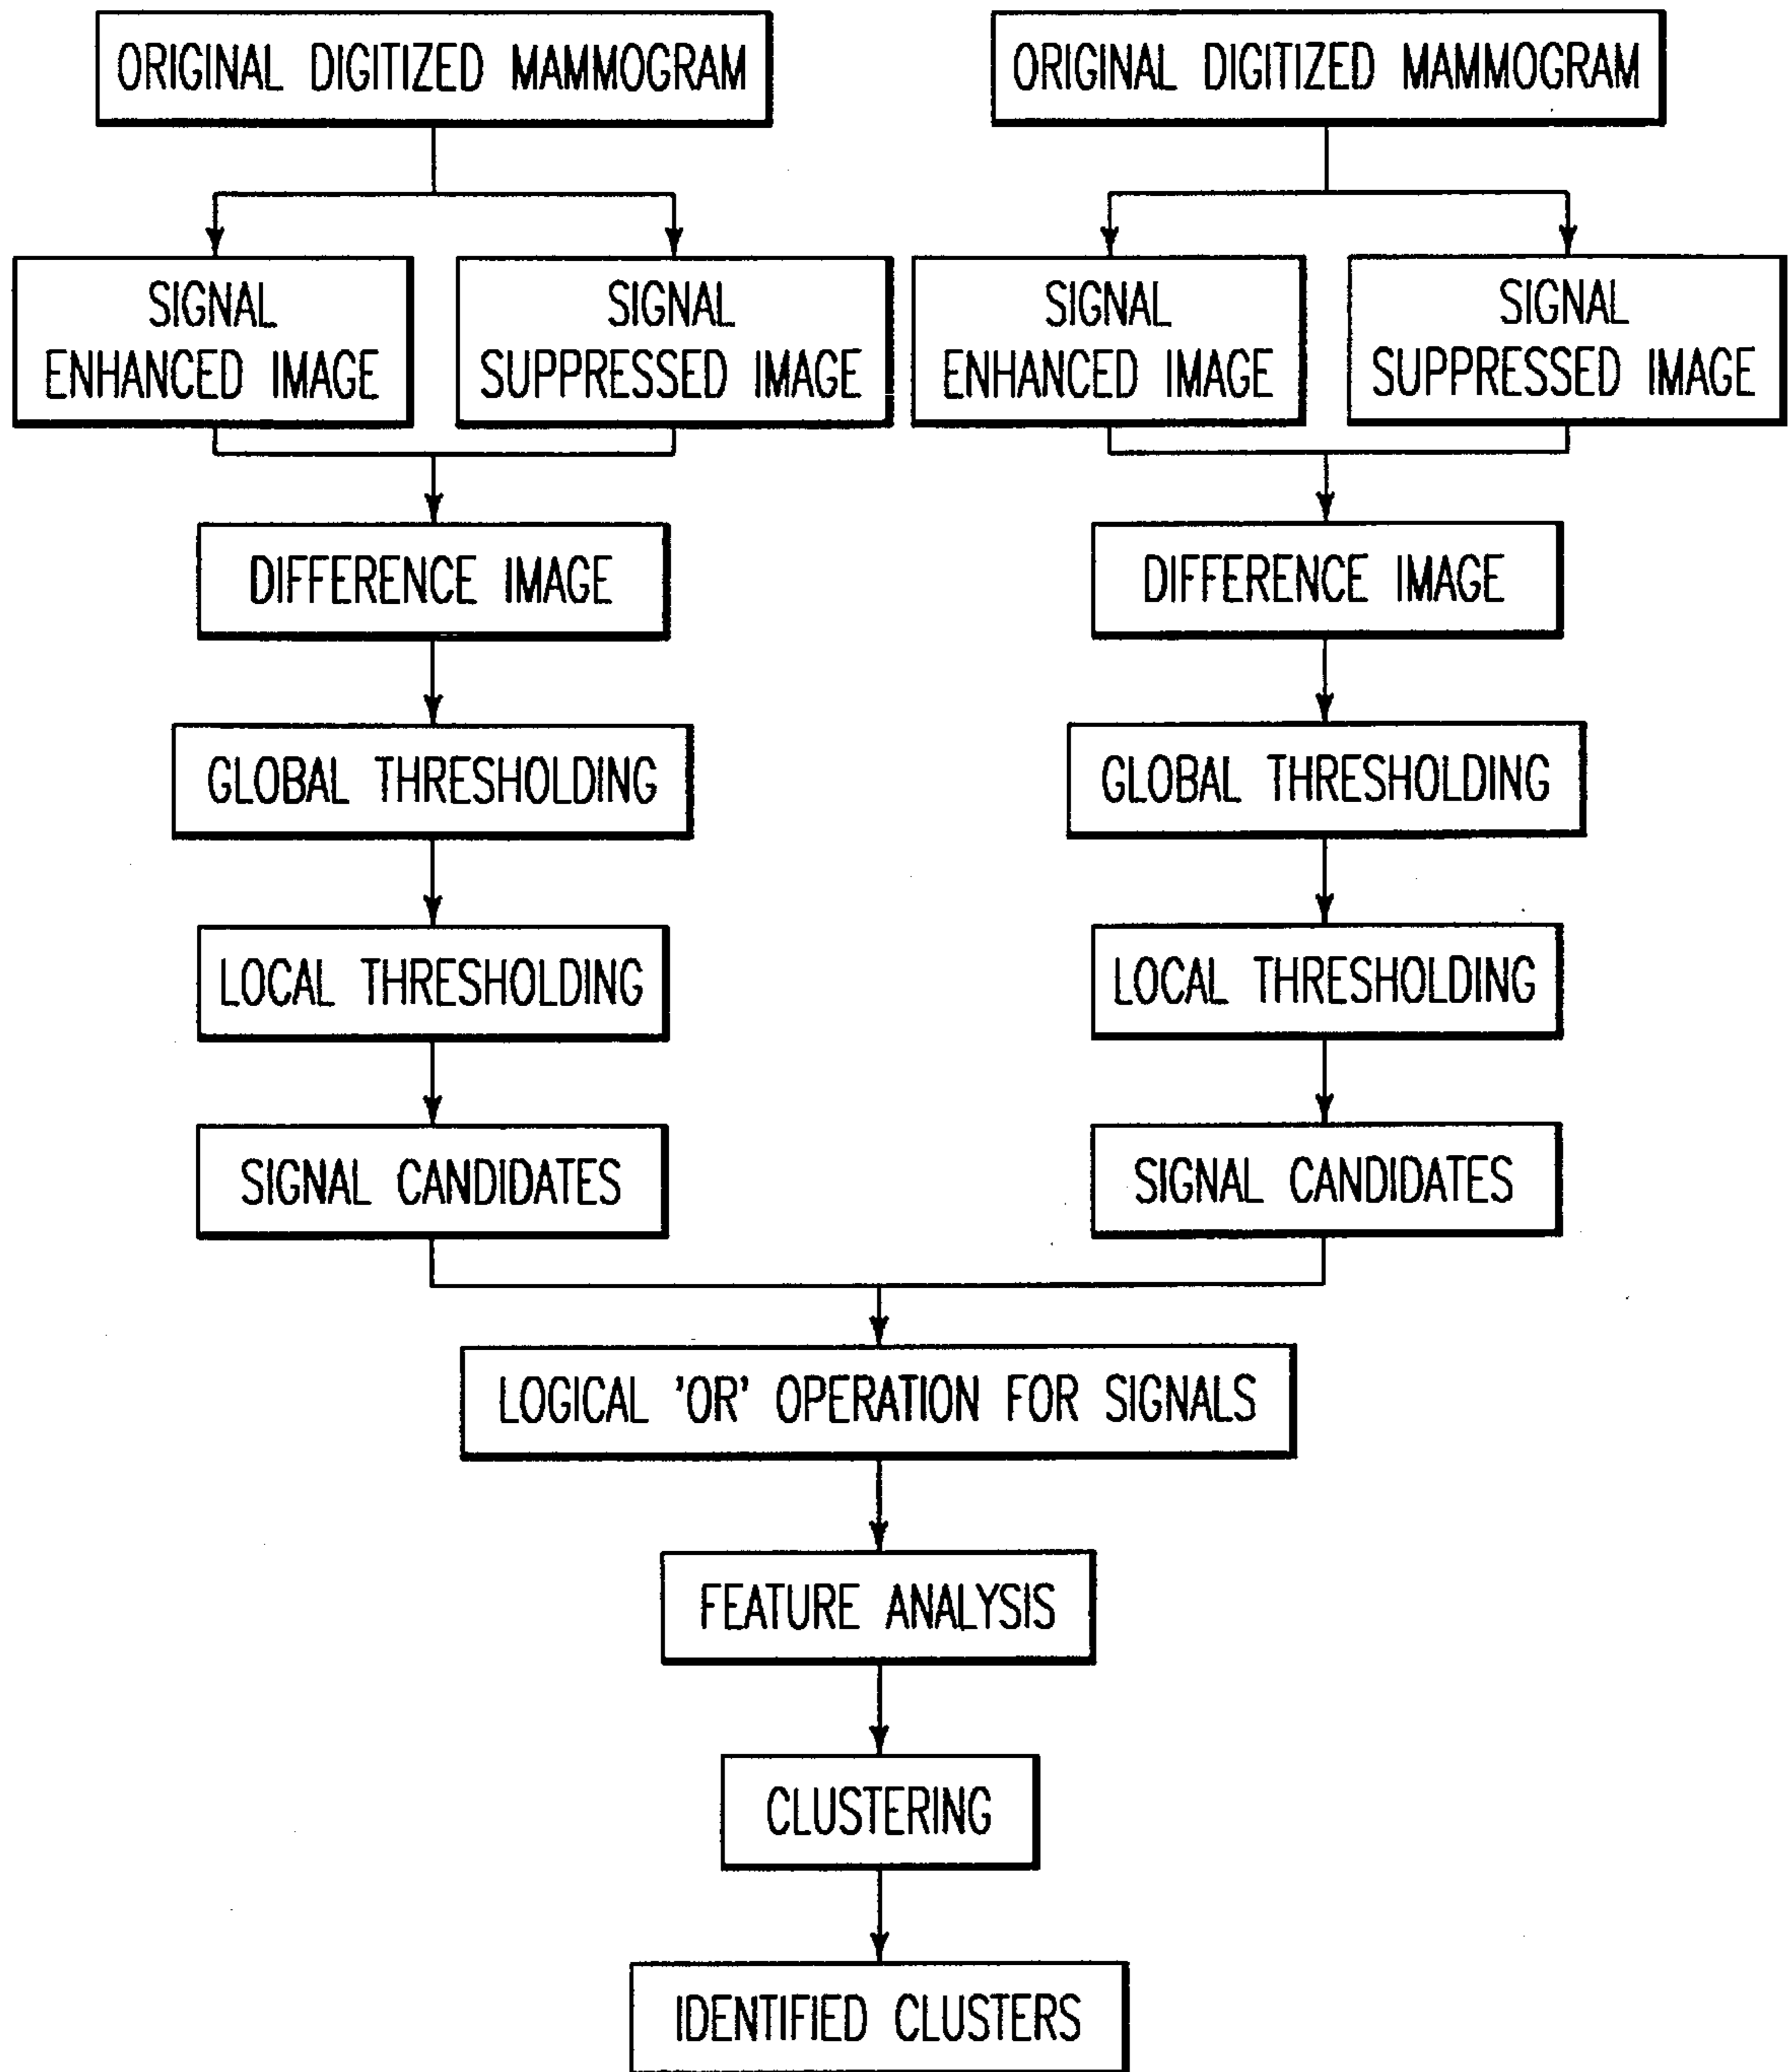 ORIGINAL DIGITIZED MAMMOGRAM
ORIGINAL DIGITIZED MAMMOGRAM
SIGNAL
ENHANCED IMAGE
SIGNAL
SUPPRESSED IMAGE
SIGNAL
ENHANCED IMAGE
SIGNAL
SUPPRESSED IMAGE
DIFFERENCE IMAGE
DIFFERENCE IMAGE
GLOBAL THRESHOLDING
GLOBAL THRESHOLDING
LOCAL THRESHOLDING
LOCAL THRESHOLDING
SIGNAL CANDIDATES
SIGNAL CANDIDATES
LOGICAL 'OR' OPERATION FOR SIGNALS
FEATURE ANALYSIS
CLUSTERING
IDENTIFIED CLUSTERS